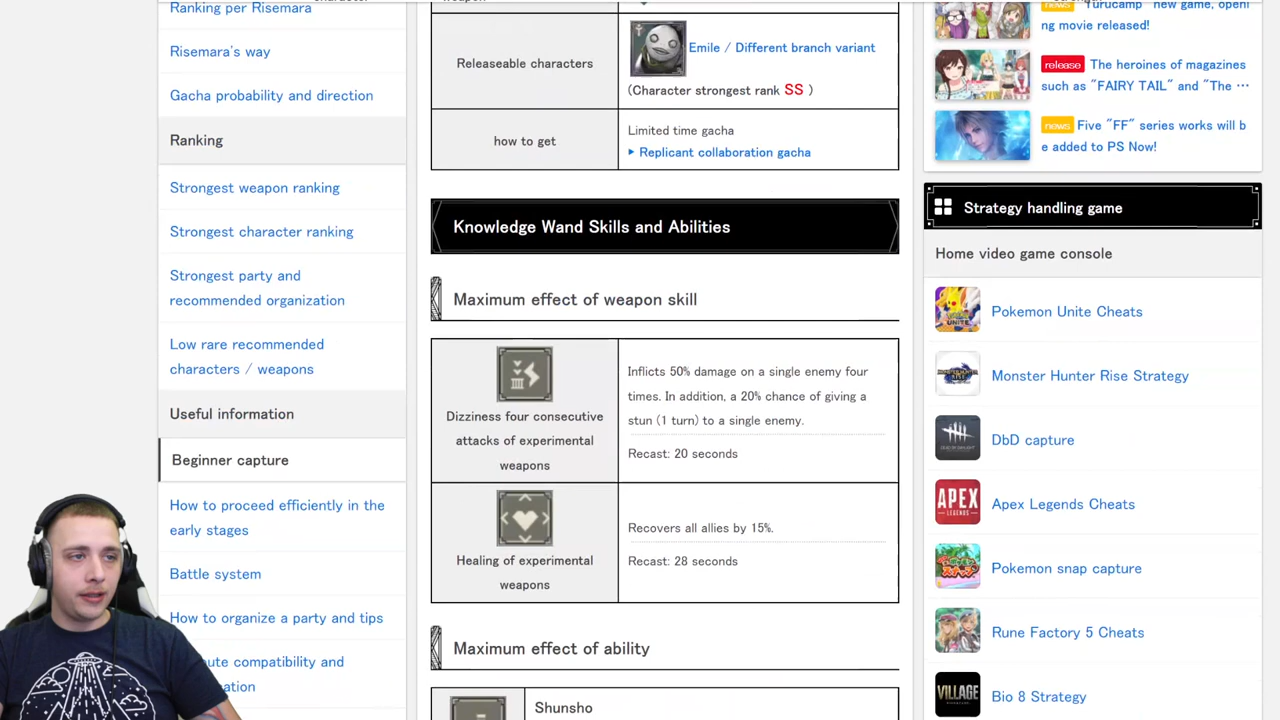 Ranking per Risemara
Risemara's way
Gacha probability and direction
Ranking
Strongest weapon ranking
Strongest character ranking
Strongest party and
recommended organization
Low rare recommended
characters / weapons
Useful information
Beginner capture
How to proceed efficiently in the
early stages
Battle system
How to organize a party and tips
compatibility and
Releaseable characters
Emile / Different branch variant
(Character strongest rank SS )
how to get
Limited time gacha
Replicant collaboration gacha
Knowledge Wand Skills and Abilities
Maximum effect of weapon skill
Dizziness four consecutive
attacks of experimental
weapons
Inflicts 50% damage on a single enemy four
times. In addition, a 20% chance of giving a
stun (1 turn) to a single enemy.
Recast: 20 seconds
Healing of experimental
weapons
Recovers all allies by 15%.
Recast: 28 seconds
Maximum effect of ability
Shunsho
new game, openi
ng movie released!
release The heroines of magazines
such as "FAIRY TAIL" and "The ⋯
news Five "FF" series works will b
e added to PS Now!
Strategy handling game
Home video game console
Pokemon Unite Cheats
Monster Hunter Rise Strategy
DbD capture
Apex Legends Cheats
Pokemon snap capture
Rune Factory 5 Cheats
Bio 8 Strategy